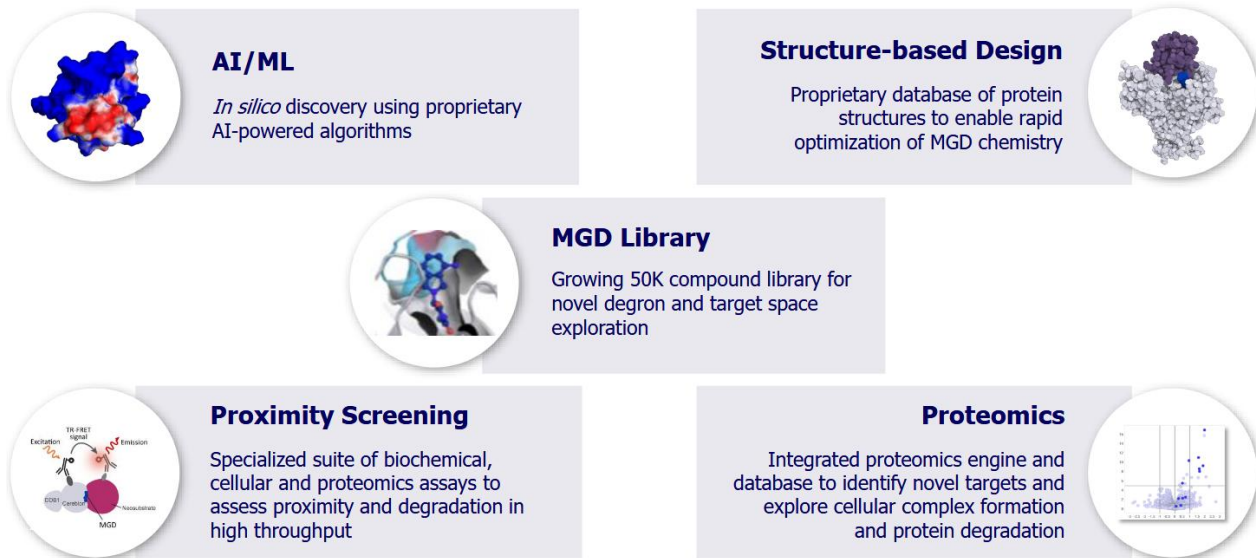 AI/ML
In silico discovery using proprietary
AI-powered algorithms
Structure-based Design
Proprietary database of protein
structures to enable rapid
optimization of MGD chemistry
MGD Library
Growing 50K compound library for
novel degron and target space
exploration
Proximity Screening
Specialized suite of biochemical,
cellular and proteomics assays to
assess proximity and degradation in
high throughput
TR-FRET
signal
Excitation
Emission
DDB1
Cereblon
Neosubstrate
MGD
Proteomics
Integrated proteomics engine and
database to identify novel targets and
explore cellular complex formation
and protein degradation